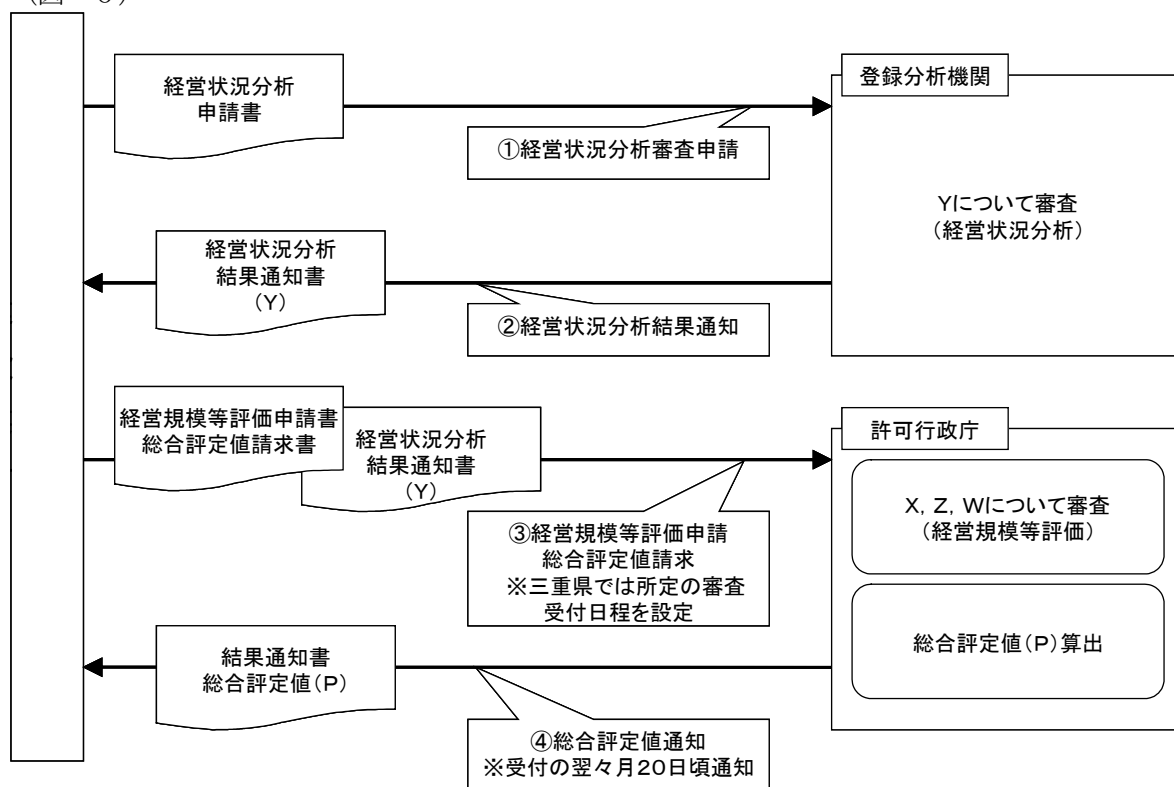 経営状況分析
申請書
登録分析機関
①経営状況分析審査申請
Yについて審査
(経営状況分析)
経営状況分析
結果通知書
(Y)
②経営状況分析結果通知
経営規模等評価申請書
総合評定値請求書
経営状況分析
結果通知書
(Y)
許可行政庁
X, Z, Wについて審査
(経営規模等評価)
③経営規模等評価申請
総合評定値請求
※三重県では所定の審査
受付日程を設定
総合評定値(P)算出
結果通知書
総合評定値(P)
④総合評定値通知
※受付の翌々月20日頃通知